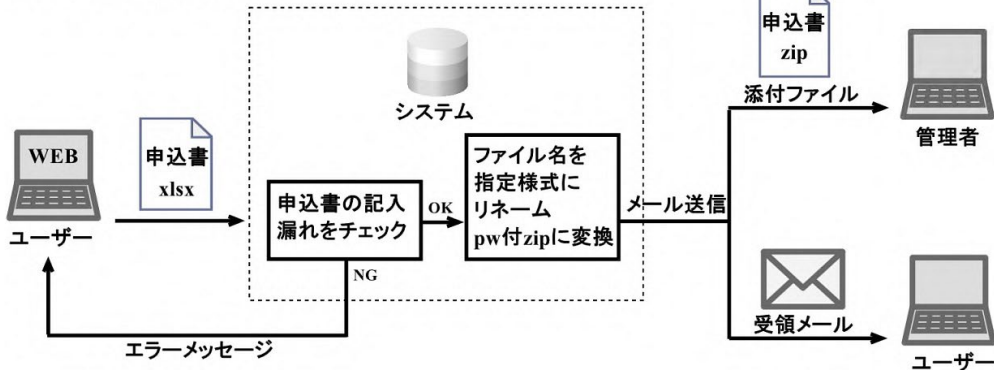 申込書
zip
添付ファイル
管理者
システム
WEB
ユーザー
申込書
xlsx
申込書の記入
漏れをチェック
OK
NG
ファイル名を
指定様式に
リネーム
pw付zipに変換
メール送信
受領メール
ユーザー
エラーメッセージ